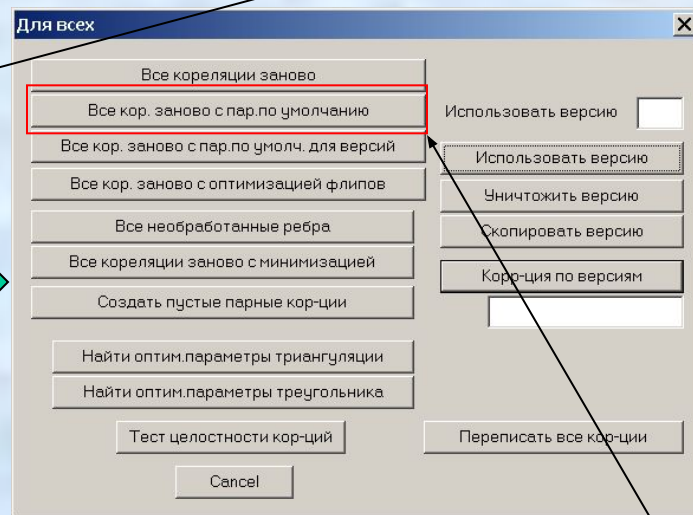 Для всех
Все кореляции заново
Все кор. заново с пар.по умолчанию
Все кор. заново с пар.по умолч. для версий
Все кор. заново с оптимизацией флипов
Все необработанные ребра
Все кореляции заново с минимизацией
Создать пустые парные кор-ции
Найти оптим.параметры триангуляции
Найти оптим.параметры треугольника
Тест целостности кор-ций
Cancel
Использовать версию
Использовать версию
Уничтожить версию
Скопировать версию
Корр-ция по версиям
Переписать все кор-ции